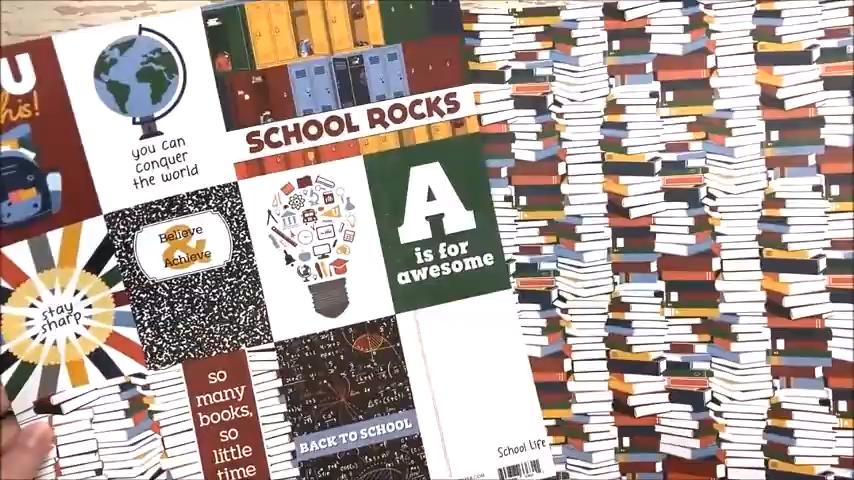 U
this!
you can
conquer
the world
SCHOOL ROCKS
Believe
&
Achieve
A
is for
awesome
stay
sharp
so
many
books,
so
little
time
BACK TO SCHOOL
School Life